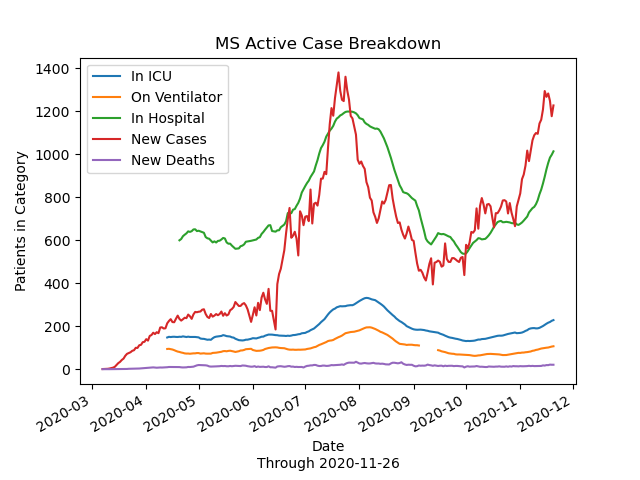 MS Active Case Breakdown
In ICU
On Ventilator
In Hospital
New Cases
New Deaths
Patients in Category
1400
1200
1000
800
600
400
200
0
2020-03
2020-04
2020-05
2020-06
2020-07
2020-08
2020-09
2020-10
2020-11
2020-12
Date
Through 2020-11-26